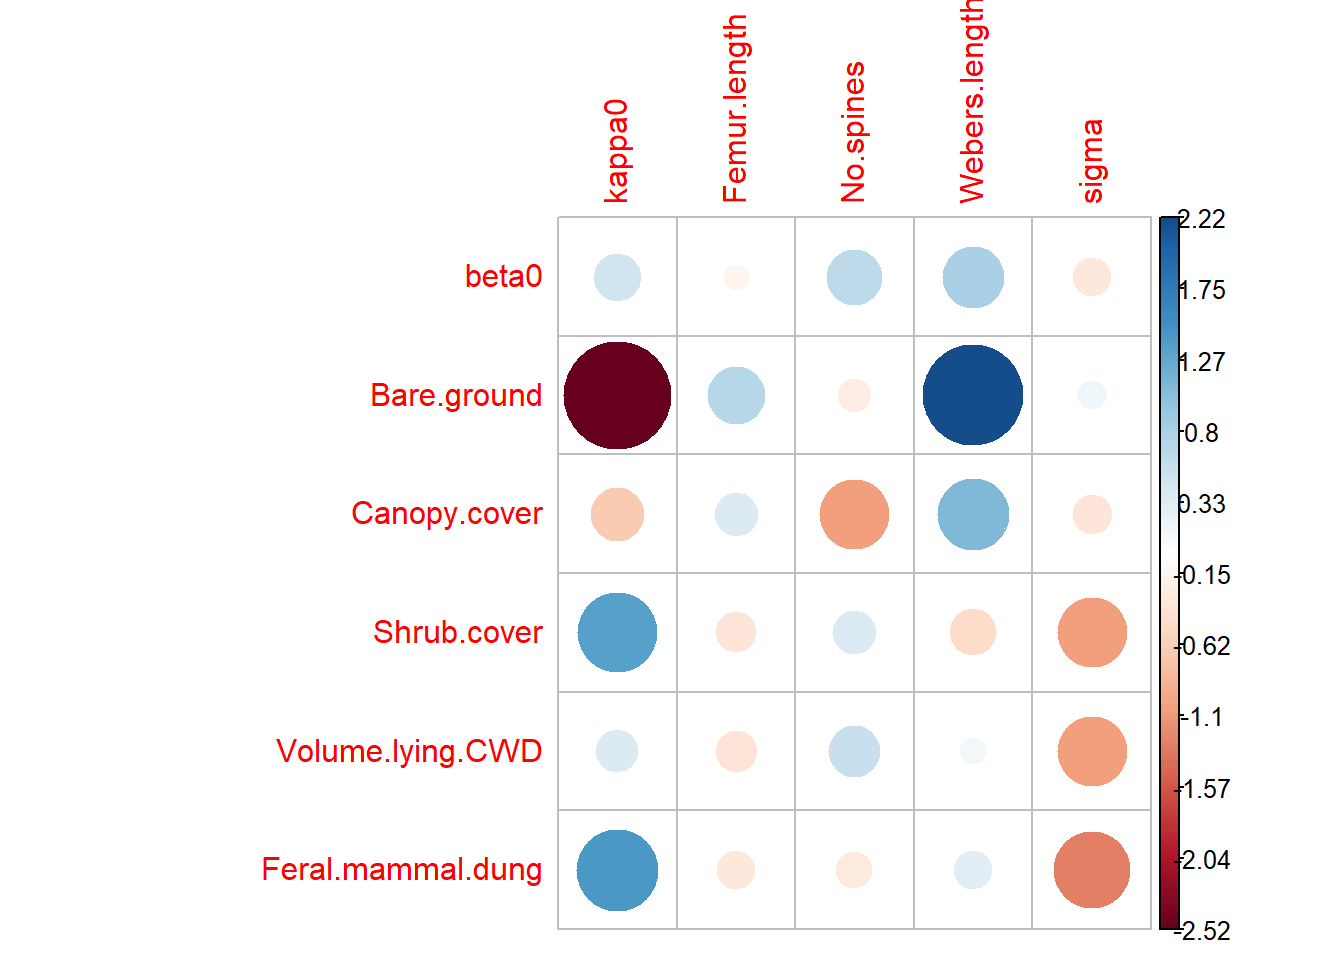 kappa0
Femur.length
No.spines
Webers.length
sigma
beta0
Bare.ground
Canopy.cover
Shrub.cover
Volume.lying.CWD
Feral.mammal.dung
2.22
1.75
1.27
0.8
0.33
-0.15
-0.62
-1.1
-1.57
-2.04
-2.52